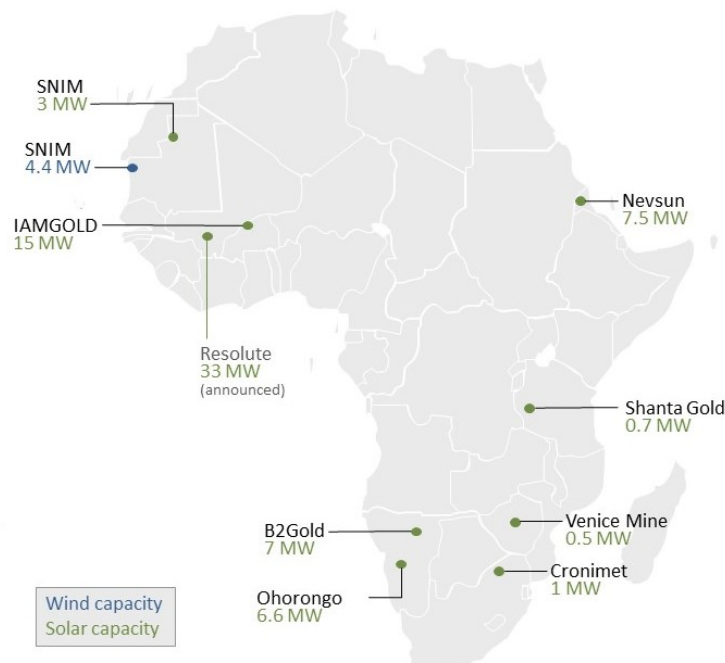 SNIM
3 MW
SNIM
4.4 MW
IAMGOLD
15 MW
Nevsun
7.5 MW
Resolute
33 MW
(announced)
Shanta Gold
0.7 MW
B2Gold
7 MW
Venice Mine
0.5 MW
Ohorongo
6.6 MW
Cronimet
1 MW
Wind capacity
Solar capacity